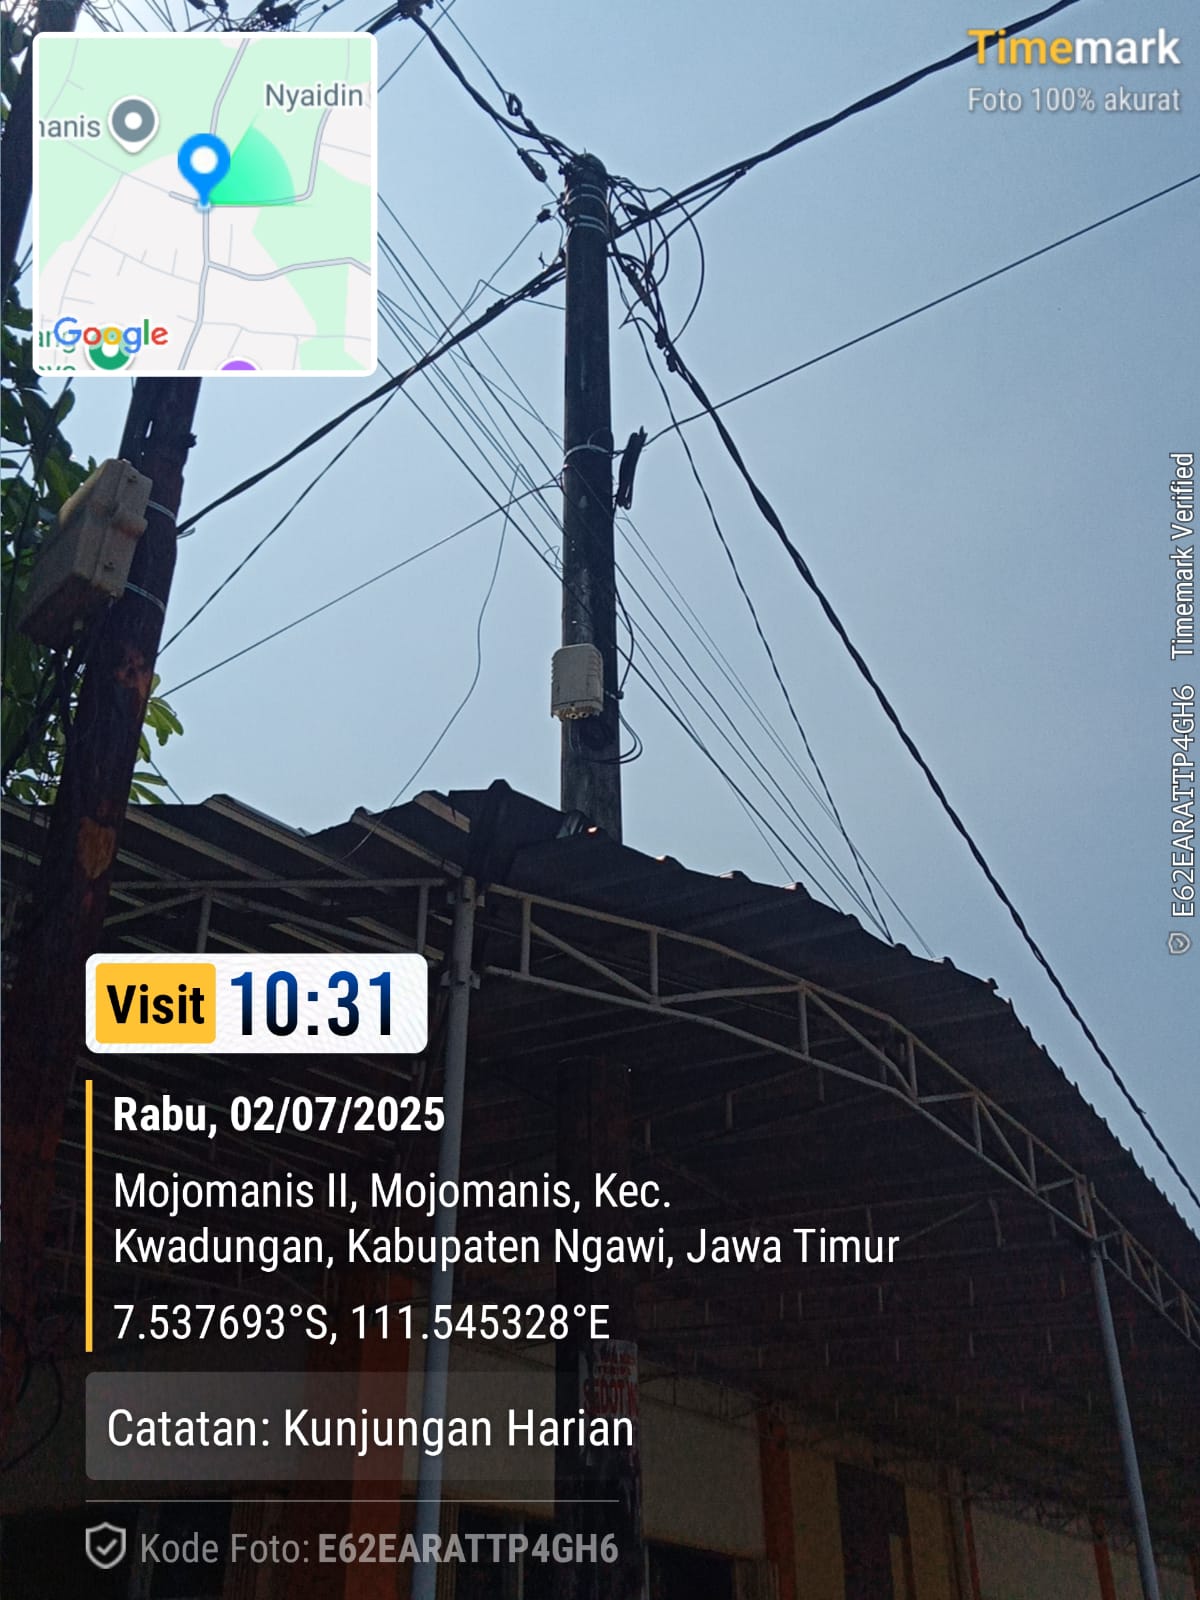 Timemark
Foto 100% akurat
Nyaidin
nanis
Google
Visit 10:31
Rabu, 02/07/2025
Mojomanis II, Mojomanis, Kec.
Kwadungan, Kabupaten Ngawi, Jawa Timur
7.537693°S, 111.545328°E
Catatan: Kunjungan Harian
Kode Foto: E62EARATTP4GH6
E62EARATTP4GH6 Timemark Verified